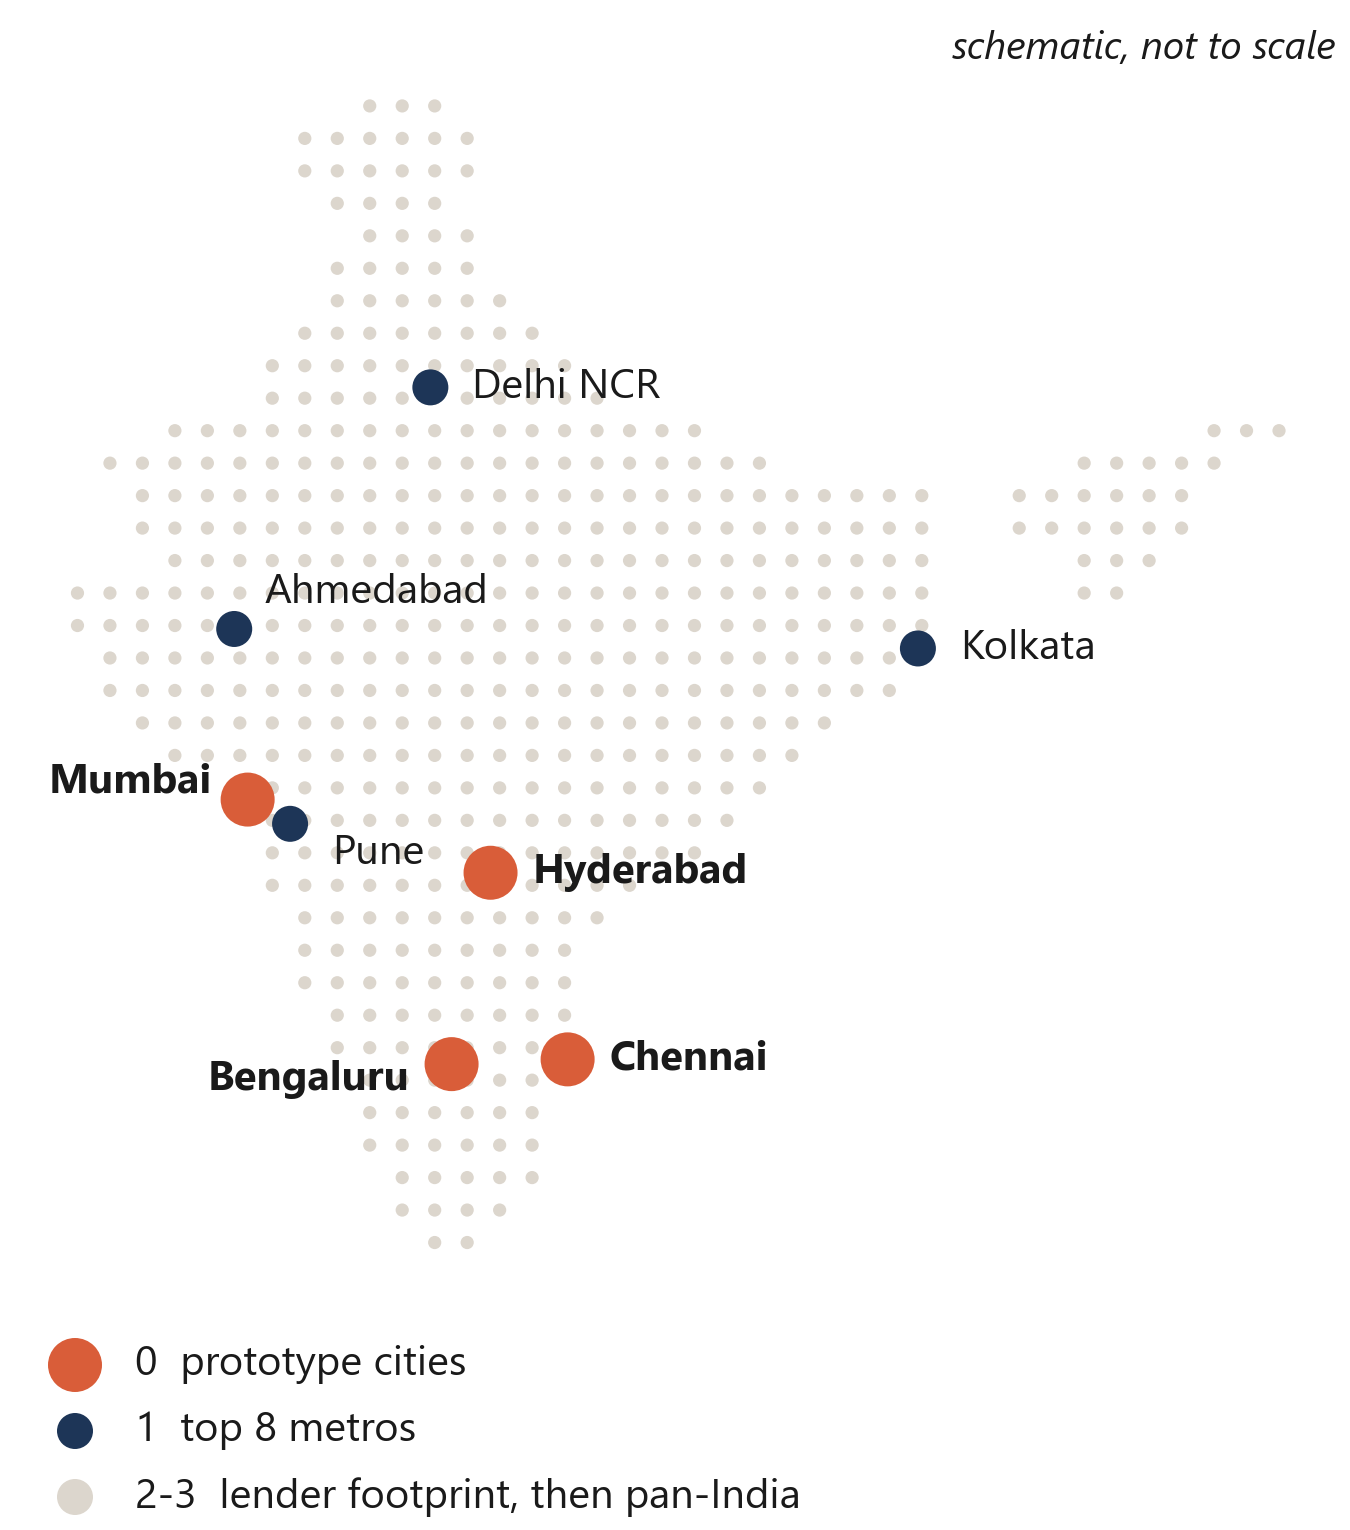 schematic, not to scale
Delhi NCR
Ahmedabad
Kolkata
Mumbai
Pune
Hyderabad
Chennai
Bengaluru
0 prototype cities
1 top 8 metros
2-3 lender footprint, then pan-India